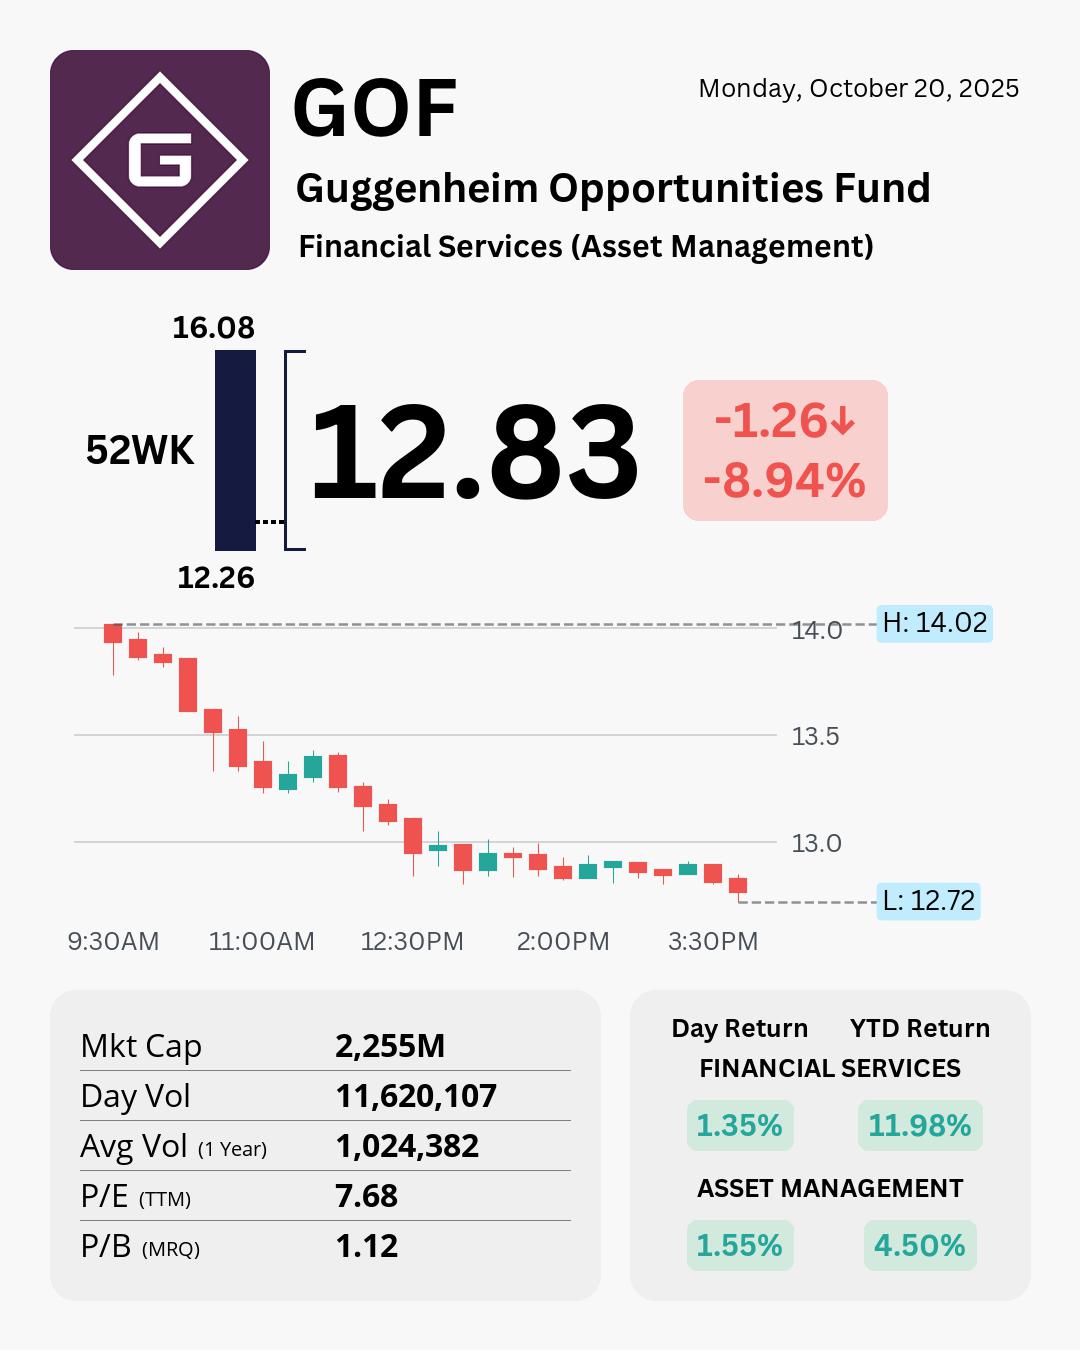 G
GOF
Monday, October 20, 2025
Guggenheim Opportunities Fund
Financial Services (Asset Management)
16.08
52WK
12.26
12.83
-1.26↓
-8.94%
H: 14.02
14.0
13.5
13.0
L: 12.72
9:30AM 11:00AM 12:30PM 2:00PM 3:30PM
Mkt Cap 2,255M
Day Vol 11,620,107
Avg Vol (1 Year) 1,024,382
P/E (TTM) 7.68
P/B (MRQ) 1.12
Day Return YTD Return
FINANCIAL SERVICES
1.35% 11.98%
ASSET MANAGEMENT
1.55% 4.50%